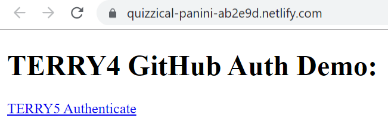 quizzical-panini-ab2e9d.netlify.com
TERRY4 GitHub Auth Demo:
TERRY5 Authenticate